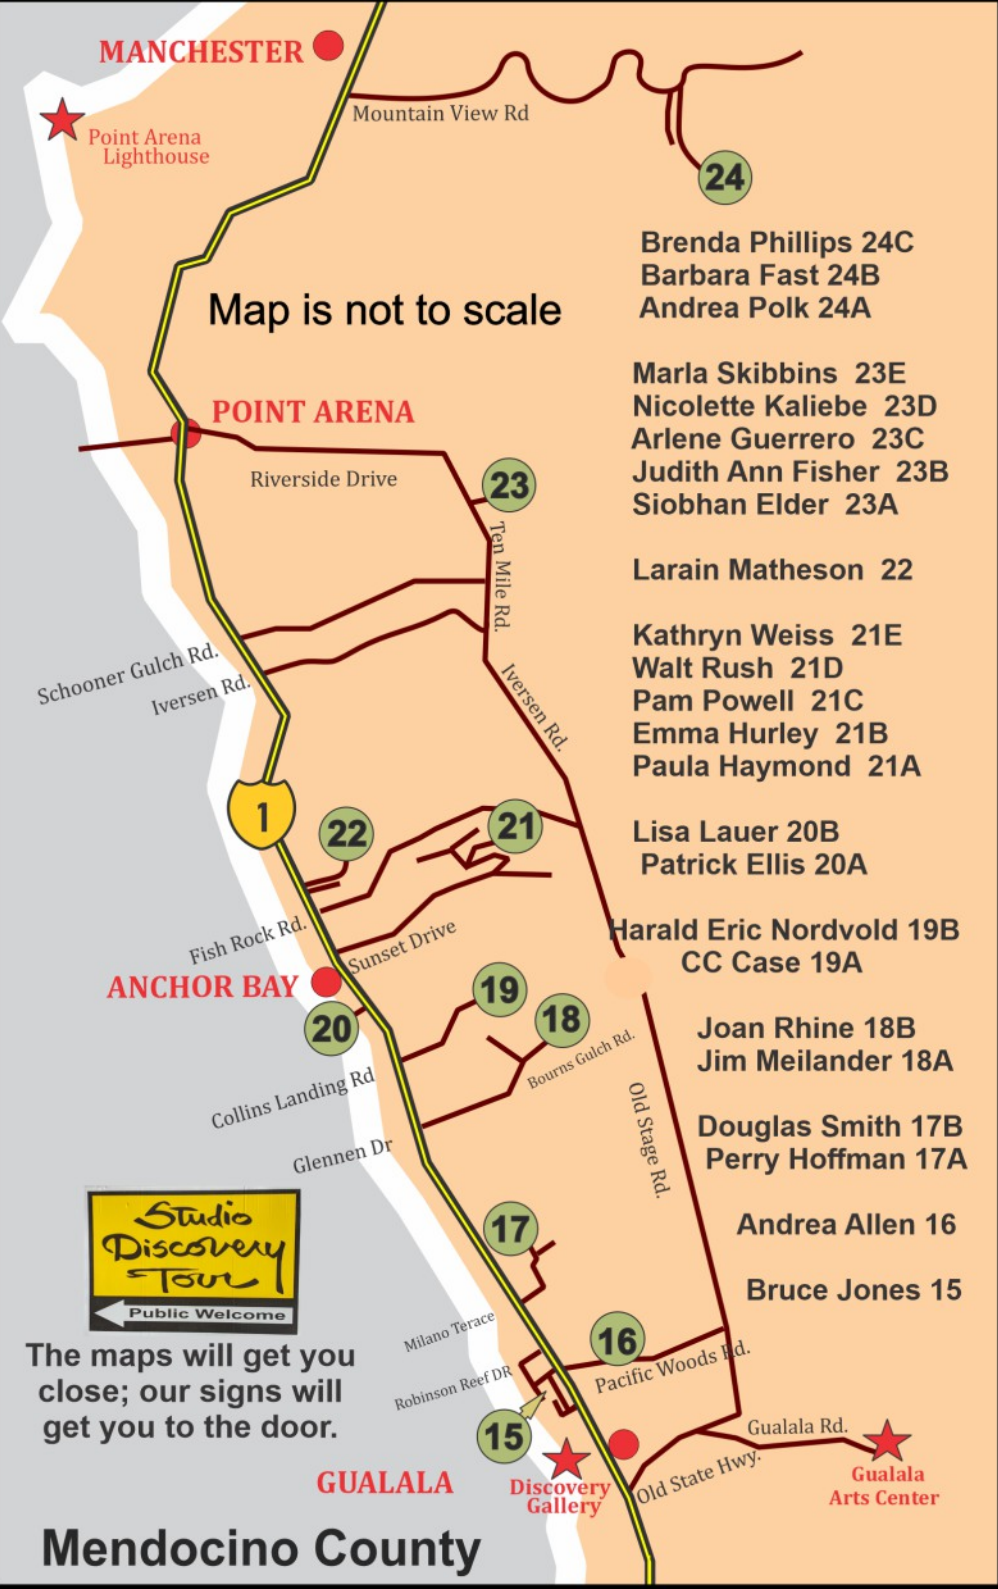 MANCHESTER
Mountain View Rd
Point Arena
Lighthouse
24
Brenda Phillips 24C
Barbara Fast 24B
Andrea Polk 24A
Map is not to scale
Marla Skibbins 23E
Nicolette Kaliebe 23D
Arlene Guerrero 23C
Judith Ann Fisher 23B
Siobhan Elder 23A
POINT ARENA
Riverside Drive
23
Ten Mile Rd.
Larain Matheson 22
Kathryn Weiss 21E
Walt Rush 21D
Pam Powell 21C
Emma Hurley 21B
Paula Haymond 21A
Schooner Gulch Rd.
Iversen Rd.
Iversen Rd.
1
22
21
Lisa Lauer 20B
Patrick Ellis 20A
Fish Rock Rd.
Sunset Drive
Harald Eric Nordvold 19B
CC Case 19A
ANCHOR BAY
20
19
18
Bourns Gulch Rd.
Joan Rhine 18B
Jim Meilander 18A
Collins Landing Rd
Old Stage Rd.
Glennen Dr
Douglas Smith 17B
Perry Hoffman 17A
17
Andrea Allen 16
Bruce Jones 15
Studio
Discovery
Tour
Public Welcome
The maps will get you
close; our signs will
get you to the door.
Milano Terace
16
Pacific Woods Rd.
Robinson Reef DR
15
Gualala Rd.
GUALALA
Discovery
Gallery
Old State Hwy.
Gualala
Arts Center
Mendocino County